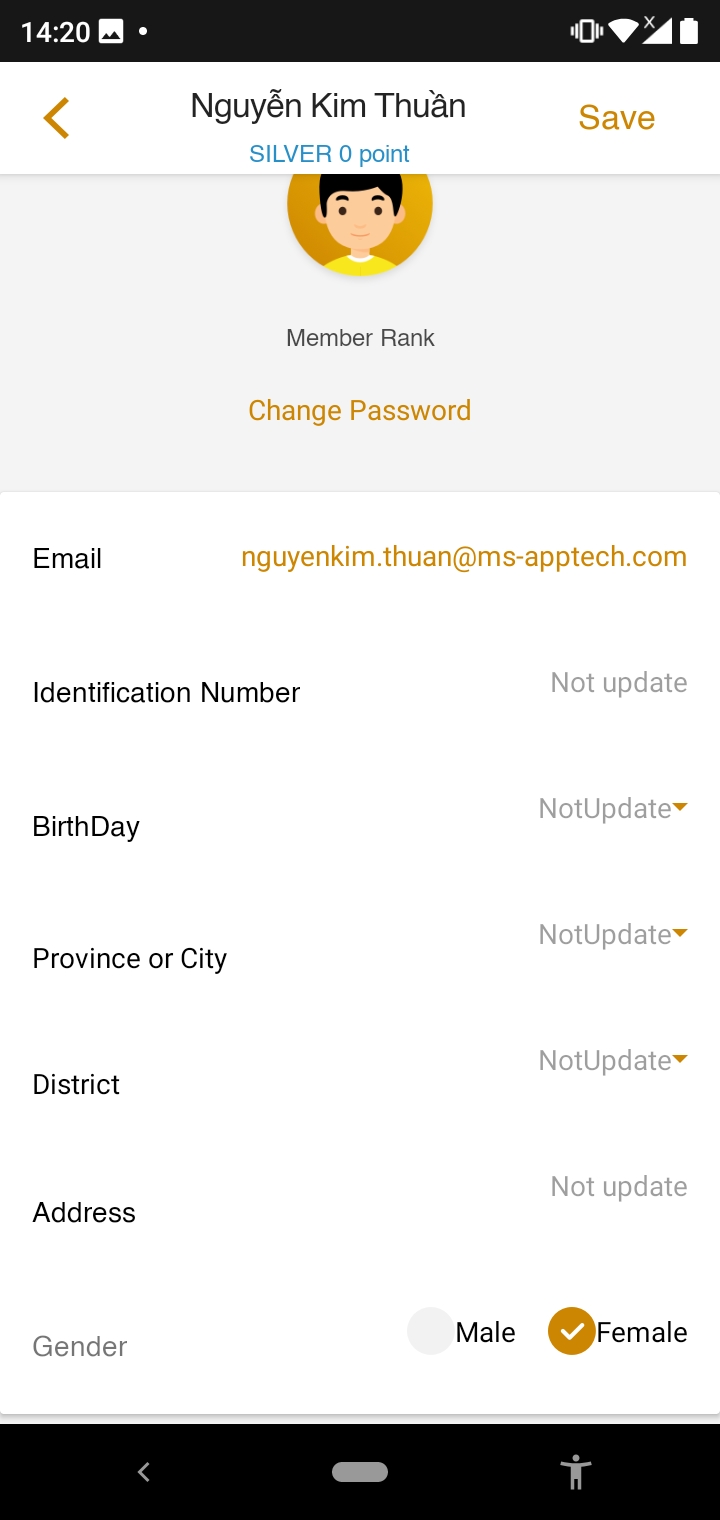 14:20
Nguyễn Kim Thuần
Save
SILVER 0 point
Member Rank
Change Password
Email nguyenkim.thuan@ms-apptech.com
Identification Number Not update
BirthDay NotUpdate
Province or City NotUpdate
District NotUpdate
Address Not update
Gender Male Female